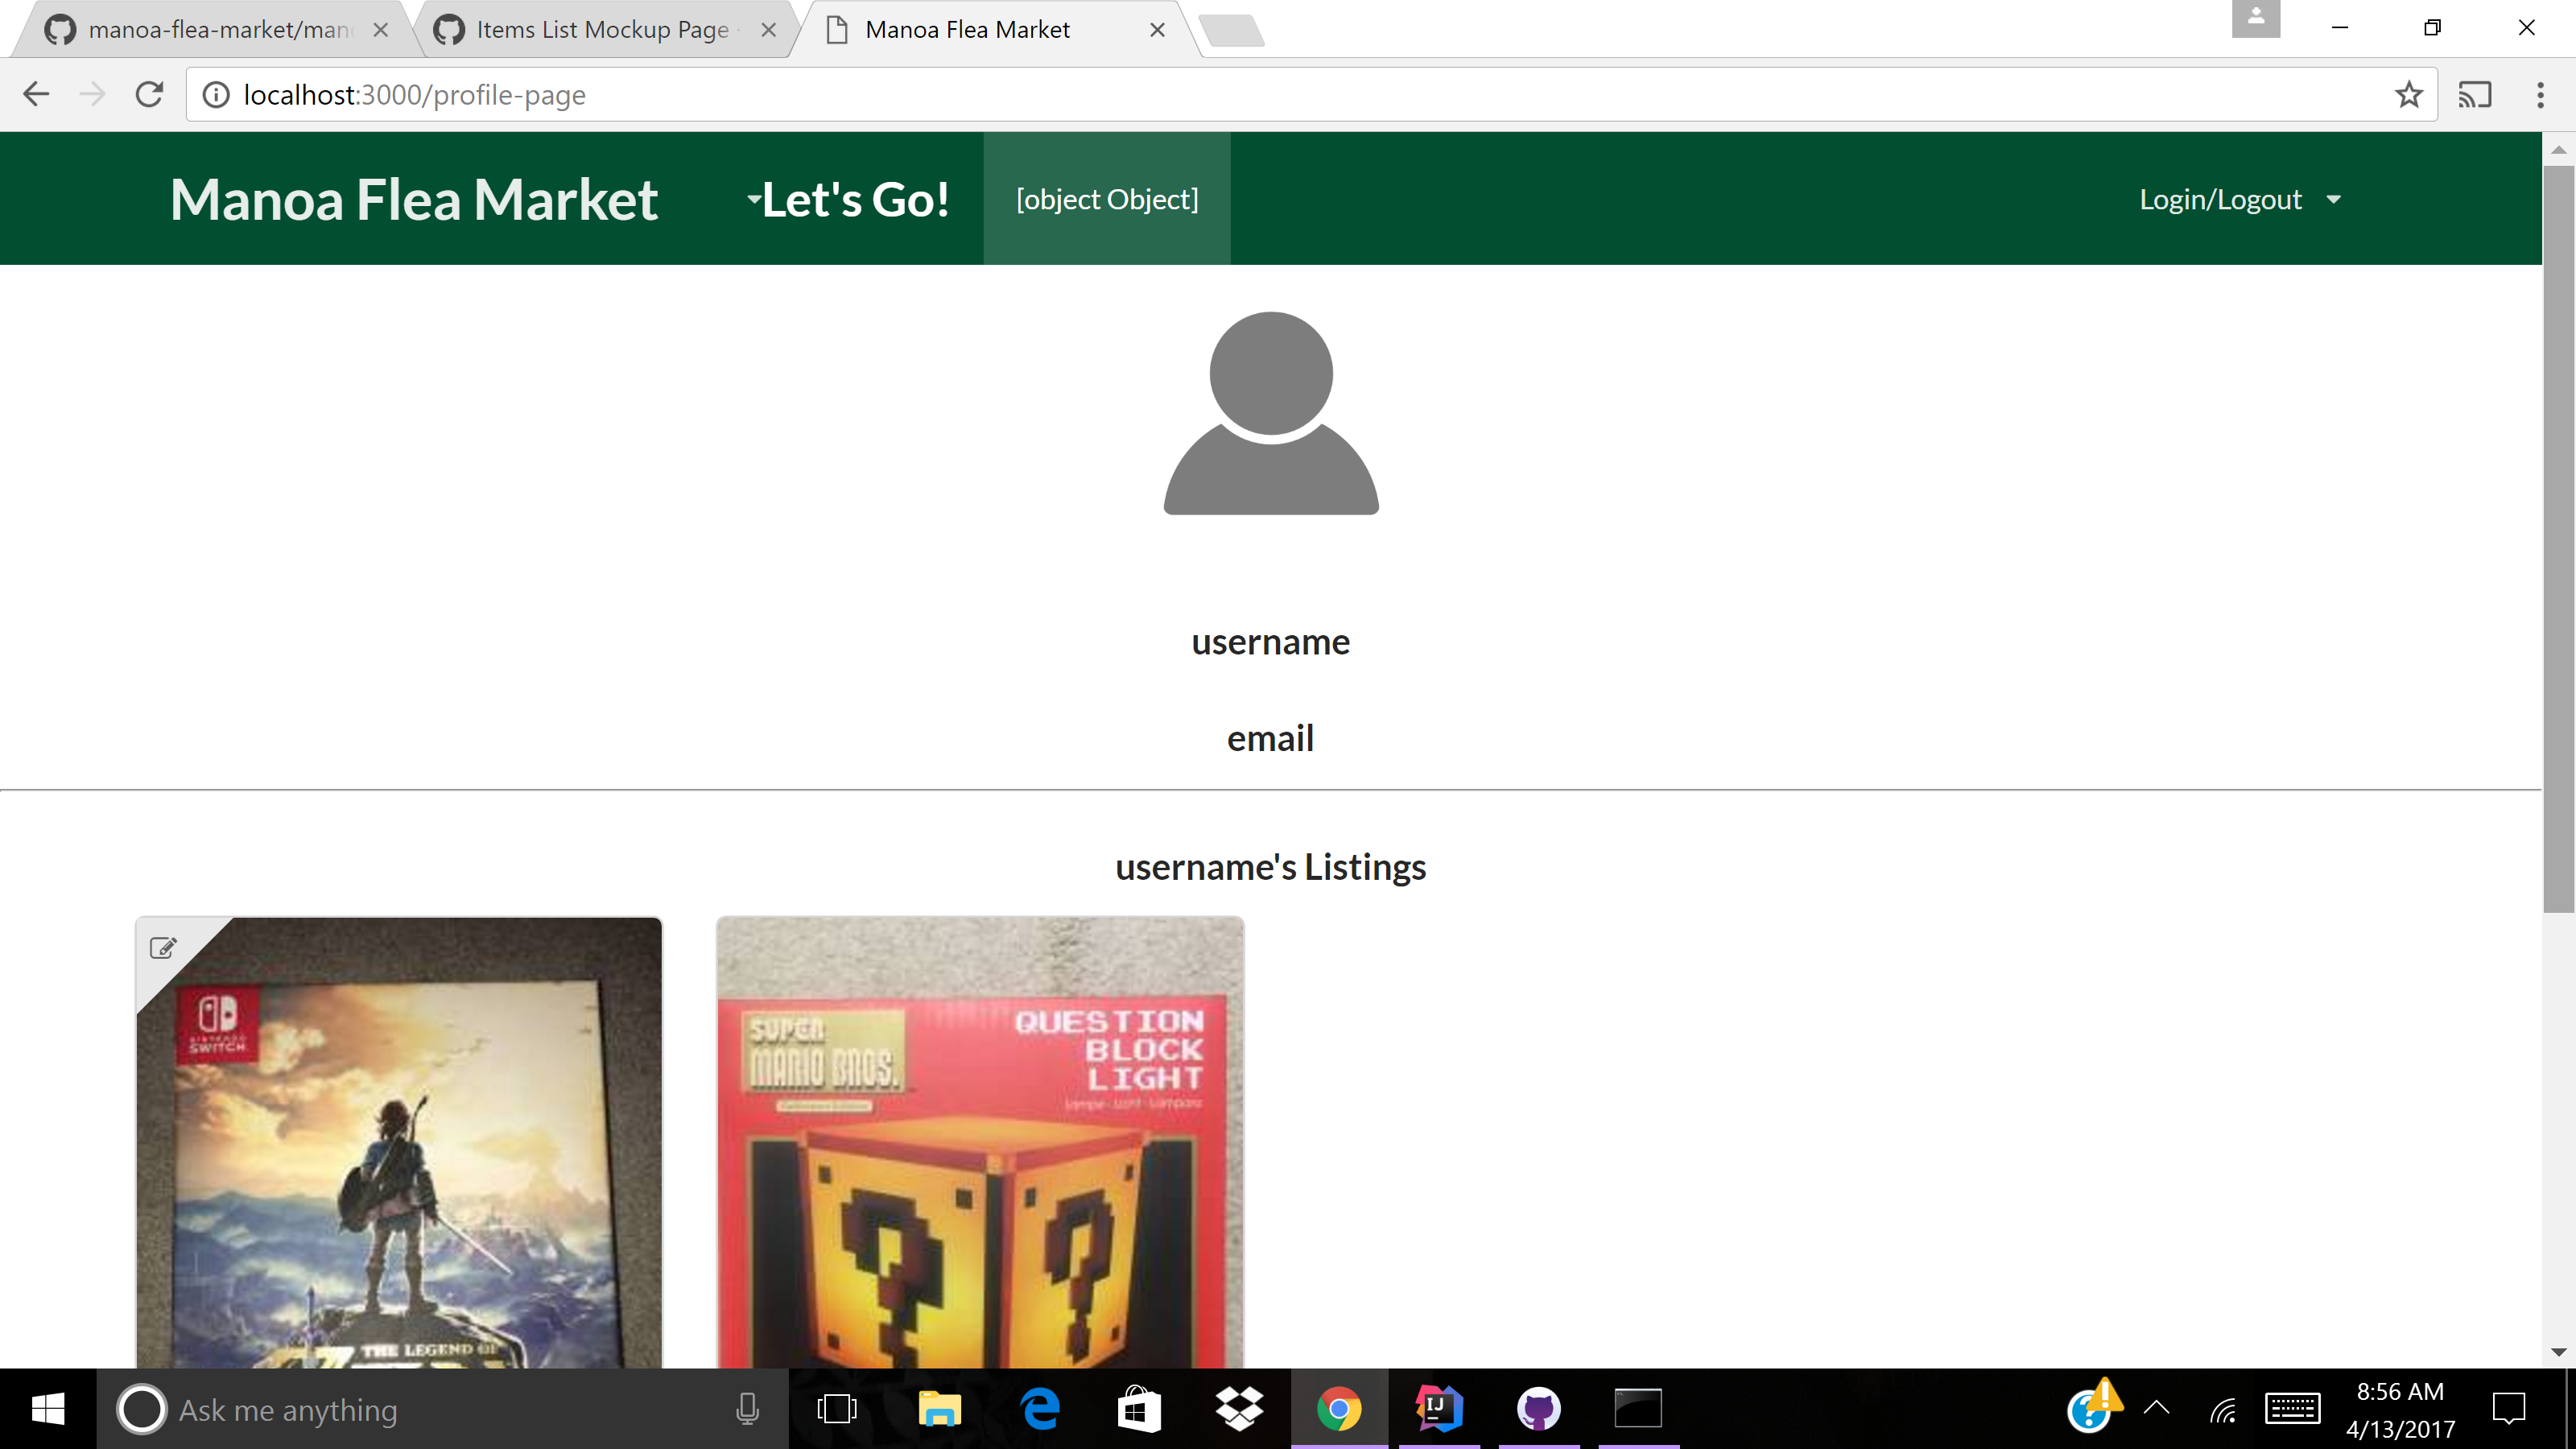 manoa-flea-market/man
Items List Mockup Page
Manoa Flea Market
localhost:3000/profile-page
Manoa Flea Market
Let's Go!
[object Object]
Login/Logout
username
email
username's Listings
NINTENDO
SWITCH
THE LEGEND OF
SUPER
MARIO BROS.
QUESTION
BLOCK
LIGHT
Ask me anything
8:56 AM
4/13/2017